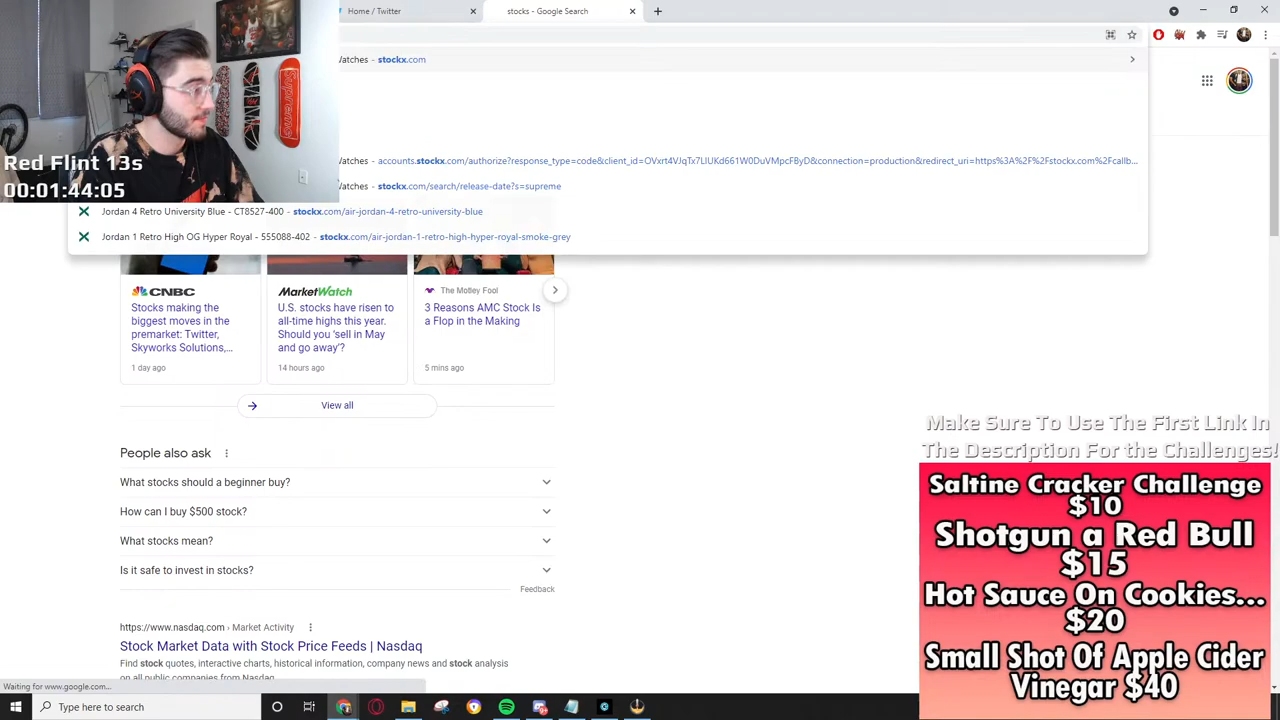 Home / Twitter
stocks - Google Search
Watches - stockx.com
Watches - accounts.stockx.com/authorize?response_type=code&client_id=OVxrt4VJqTx7LIUKd661W0DuVMpcFByD&connection=production&redirect_uri=https%3A%2F%2Fstockx.com%2Fcallb...
Watches - stockx.com/search/release-date?s=supreme
Jordan 4 Retro University Blue - CT8527-400 - stockx.com/air-jordan-4-retro-university-blue
Jordan 1 Retro High OG Hyper Royal - 555088-402 - stockx.com/air-jordan-1-retro-high-hyper-royal-smoke-grey
Red Flint 13s
00:01:44:05
Supreme
CNBC
Stocks making the
biggest moves in the
premarket: Twitter,
Skyworks Solutions,...
1 day ago
MarketWatch
U.S. stocks have risen to
all-time highs this year.
Should you 'sell in May
and go away'?
14 hours ago
The Motley Fool
3 Reasons AMC Stock Is
a Flop in the Making
5 mins ago
View all
People also ask
What stocks should a beginner buy?
How can I buy $500 stock?
What stocks mean?
Is it safe to invest in stocks?
Feedback
https://www.nasdaq.com › Market Activity
Stock Market Data with Stock Price Feeds | Nasdaq
Find stock quotes, interactive charts, historical information, company news and stock analysis
on all public companies from Nasdaq.
Waiting for www.google.com...
Type here to search
Make Sure To Use The First Link In
The Description For the Challenges!
Saltine Cracker Challenge
$10
Shotgun a Red Bull
$15
Hot Sauce On Cookies...
$20
Small Shot Of Apple Cider
Vinegar $40